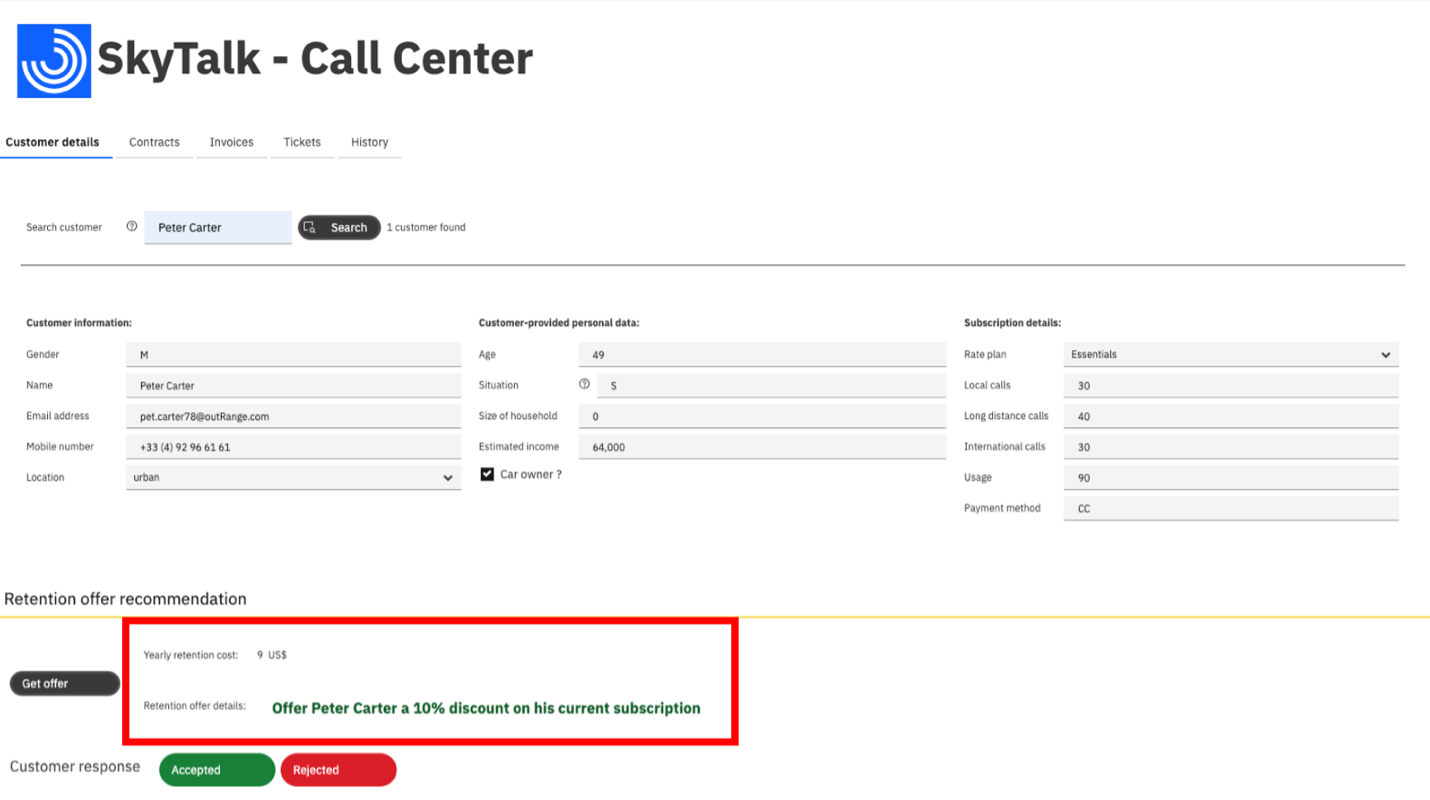 SkyTalk - Call Center
Customer details Contracts Invoices Tickets History
Search customer ? Peter Carter Search 1 customer found
Customer information: Customer-provided personal data: Subscription details:
Gender M Age 49 Rate plan Essentials
Name Peter Carter Situation ? S Local calls 30
Email address pet.carter78@outRange.com Size of household 0 Long distance calls 40
Mobile number +33 (4) 92 96 61 61 Estimated income 64,000 International calls 30
Location urban Car owner ? Usage 90
Payment method CC
Retention offer recommendation
Yearly retention cost: 9 US$
Get offer
Retention offer details: Offer Peter Carter a 10% discount on his current subscription
Customer response Accepted Rejected